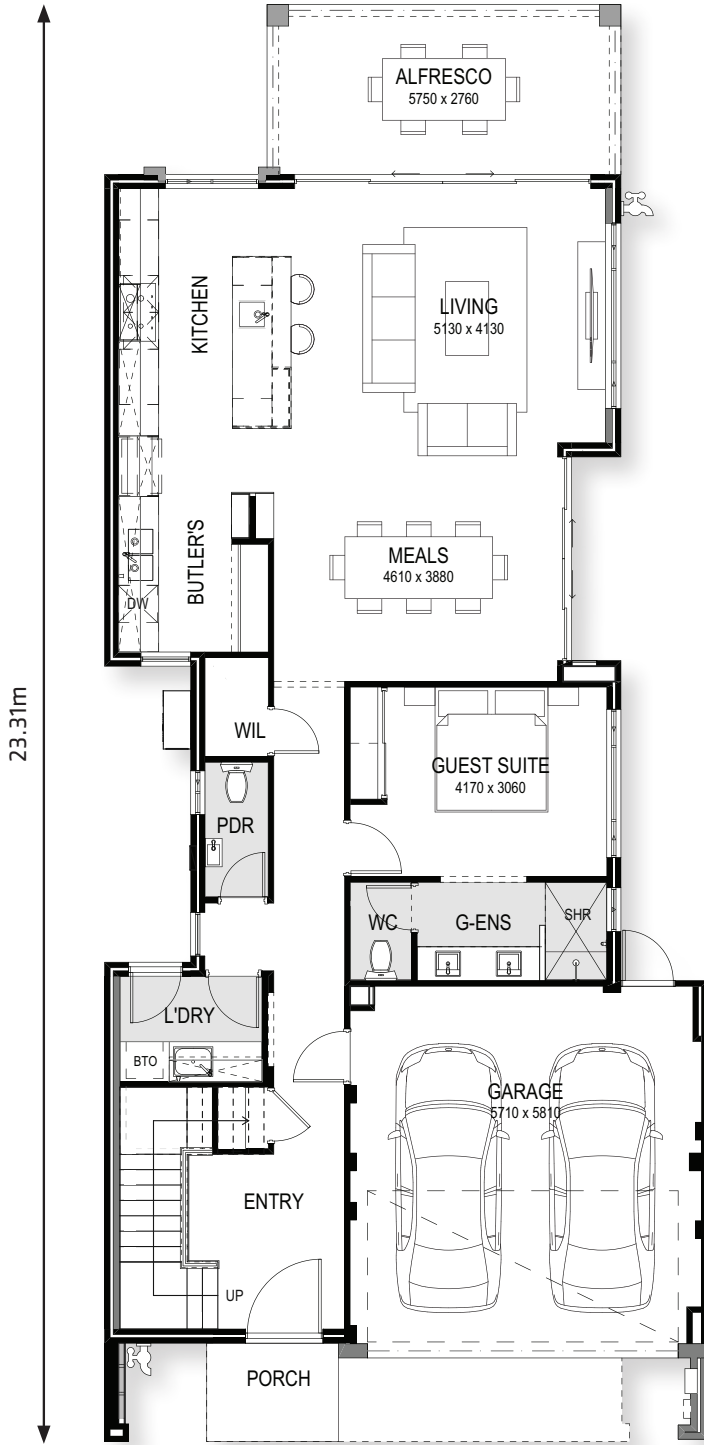 ALFRESCO
5750 x 2760
KITCHEN
LIVING
5130 x 4130
BUTLER'S
MEALS
4610 x 3880
DW
23.31m
WIL
GUEST SUITE
4170 x 3060
PDR
WC
G-ENS
SHR
L'DRY
BTO
GARAGE
5710 x 5810
ENTRY
UP
PORCH